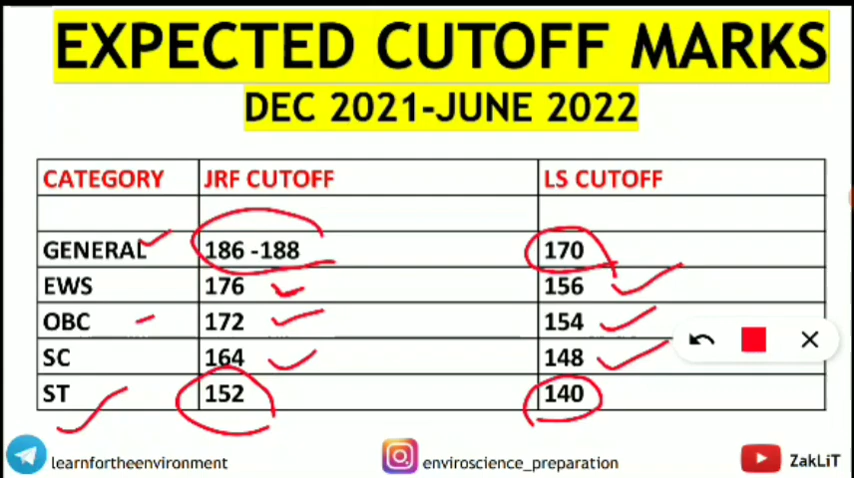 EXPECTED CUTOFF MARKS
DEC 2021-JUNE 2022
CATEGORY JRF CUTOFF LS CUTOFF
GENERAL 186 -188 170
EWS 176 156
OBC 172 154
SC 164 148
ST 152 140
learnfortheenvironment enviroscience_preparation ZakLiT